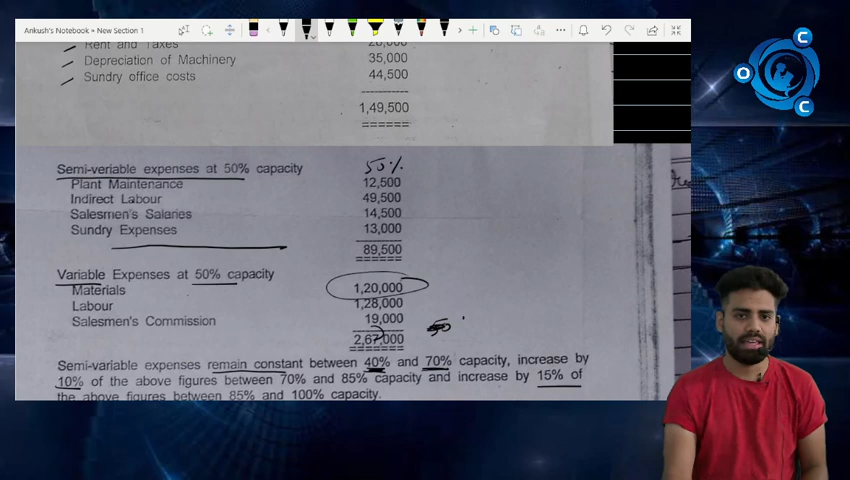 Ankush's Notebook » New Section 1
Rent and Taxes
Depreciation of Machinery 35,000
Sundry office costs 44,500
1,49,500
Semi-veriable expenses at 50% capacity 50%
Plant Maintenance 12,500
Indirect Labour 49,500
Salesmen's Salaries 14,500
Sundry Expenses 13,000
89,500
Variable Expenses at 50% capacity
Materials 1,20,000
Labour 1,28,000
Salesmen's Commission 19,000
2,67,000
Semi-variable expenses remain constant between 40% and 70% capacity, increase by
10% of the above figures between 70% and 85% capacity and increase by 15% of
the above figures between 85% and 100% capacity.
O C C